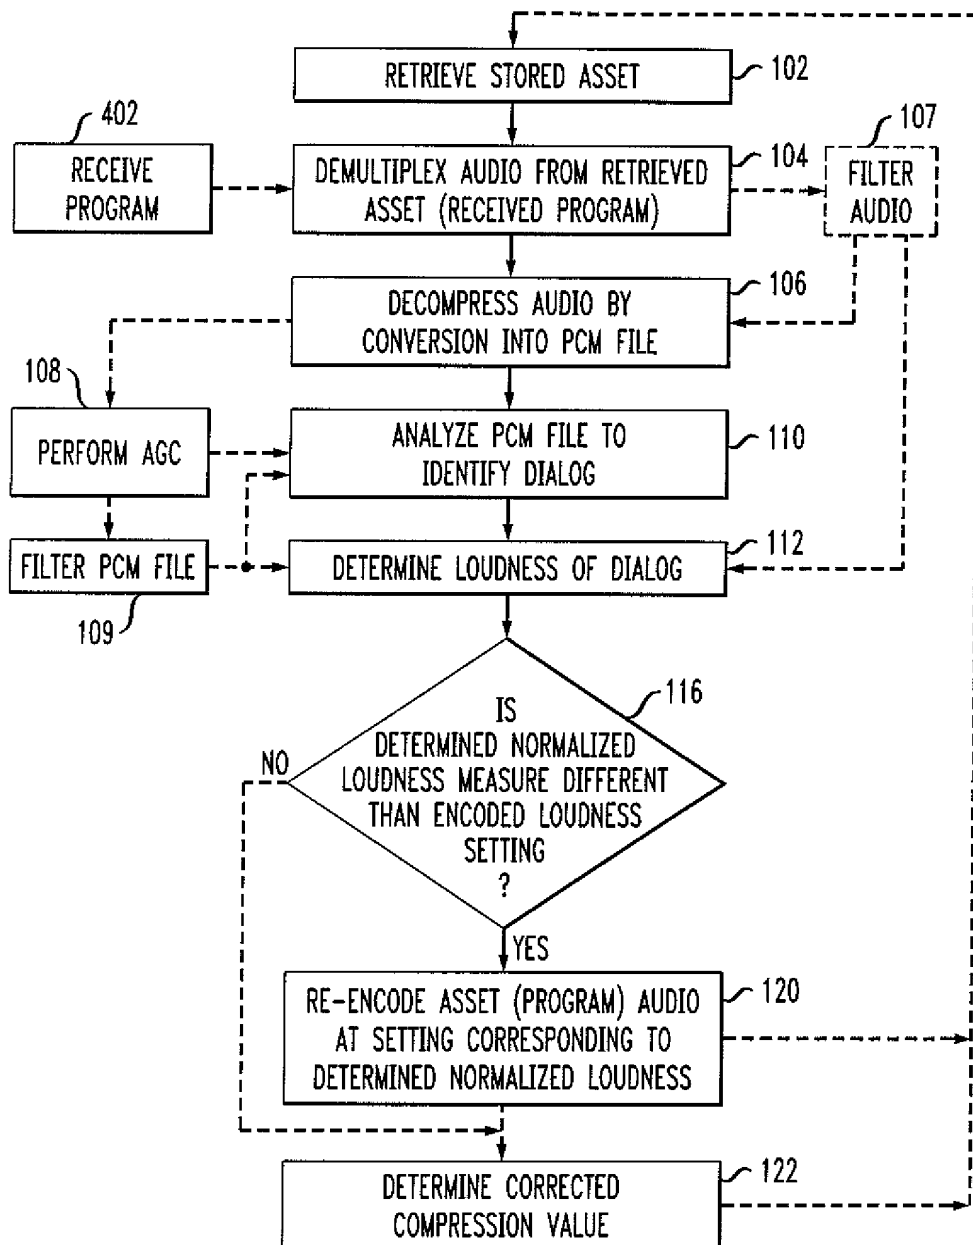 RETRIEVE STORED ASSET
102
402
RECEIVE
PROGRAM
DEMULTIPLEX AUDIO FROM RETRIEVED
ASSET (RECEIVED PROGRAM)
104
107
FILTER
AUDIO
DECOMPRESS AUDIO BY
CONVERSION INTO PCM FILE
106
108
PERFORM AGC
ANALYZE PCM FILE TO
IDENTIFY DIALOG
110
FILTER PCM FILE
109
DETERMINE LOUDNESS OF DIALOG
112
IS
DETERMINED NORMALIZED
LOUDNESS MEASURE DIFFERENT
THAN ENCODED LOUDNESS
SETTING
?
116
NO
YES
RE-ENCODE ASSET (PROGRAM) AUDIO
AT SETTING CORRESPONDING TO
DETERMINED NORMALIZED LOUDNESS
120
DETERMINE CORRECTED
COMPRESSION VALUE
122